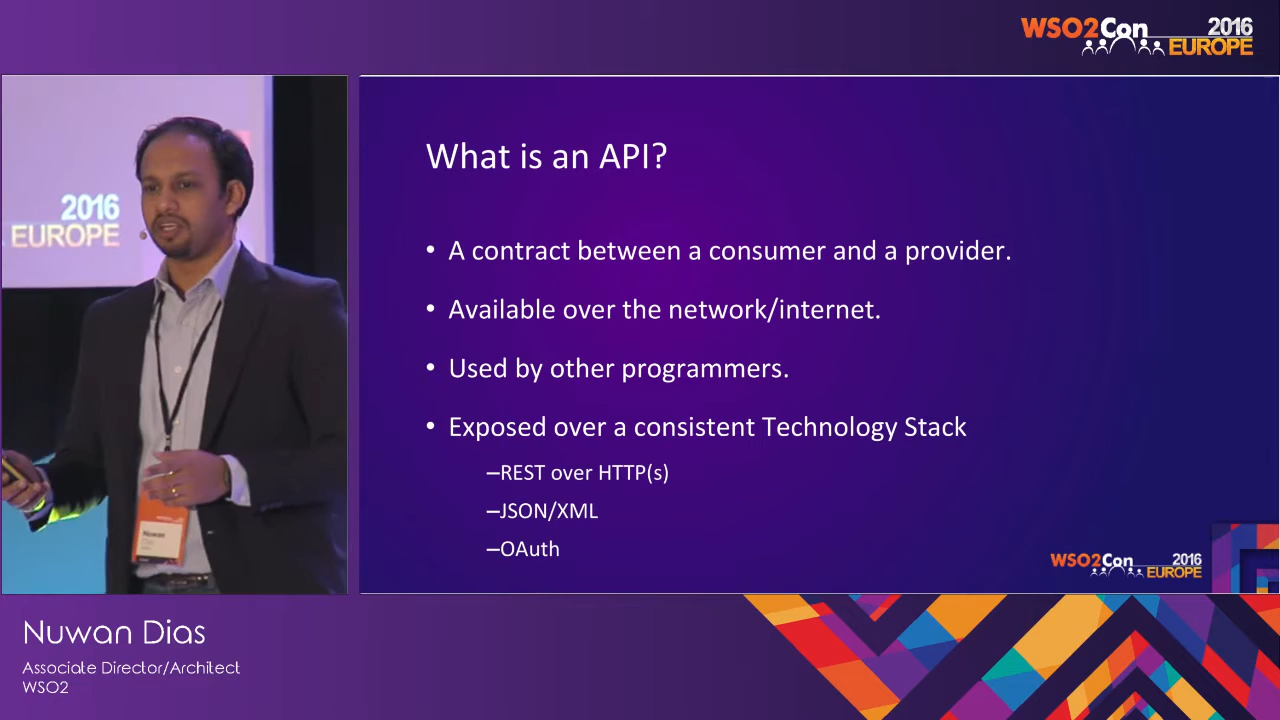 WSO2Con 2016
EUROPE
2016
EUROPE
What is an API?
• A contract between a consumer and a provider.
• Available over the network/internet.
• Used by other programmers.
• Exposed over a consistent Technology Stack
–REST over HTTP(s)
–JSON/XML
–OAuth
WSO2Con 2016
EUROPE
Nuwan
Nuwan Dias
Associate Director/Architect
WSO2